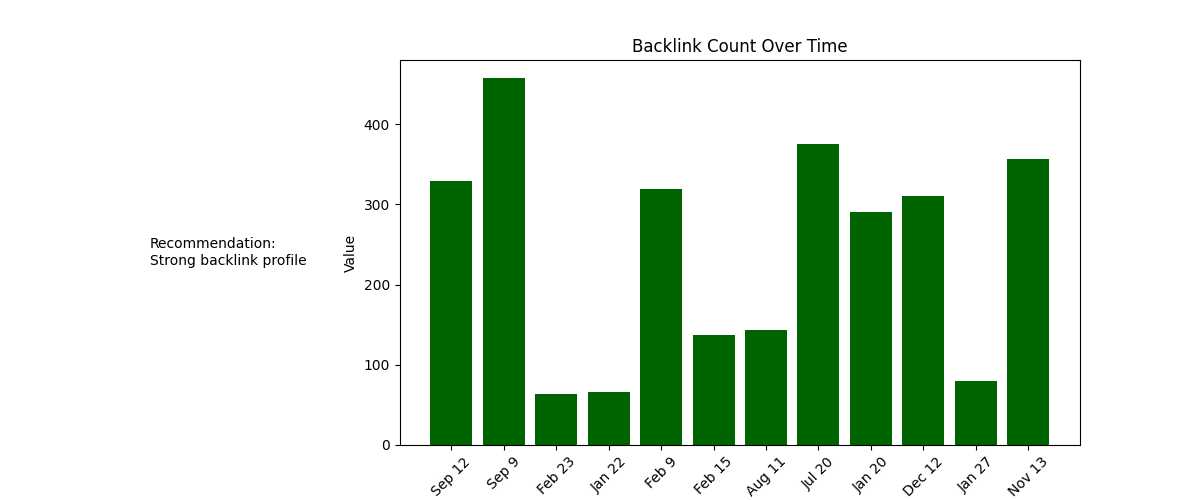 Backlink Count Over Time
Recommendation:
Strong backlink profile
Value
400
300
200
100
0
Sep 12
Sep 9
Feb 23
Jan 22
Feb 9
Feb 15
Aug 11
Jul 20
Jan 20
Dec 12
Jan 27
Nov 13